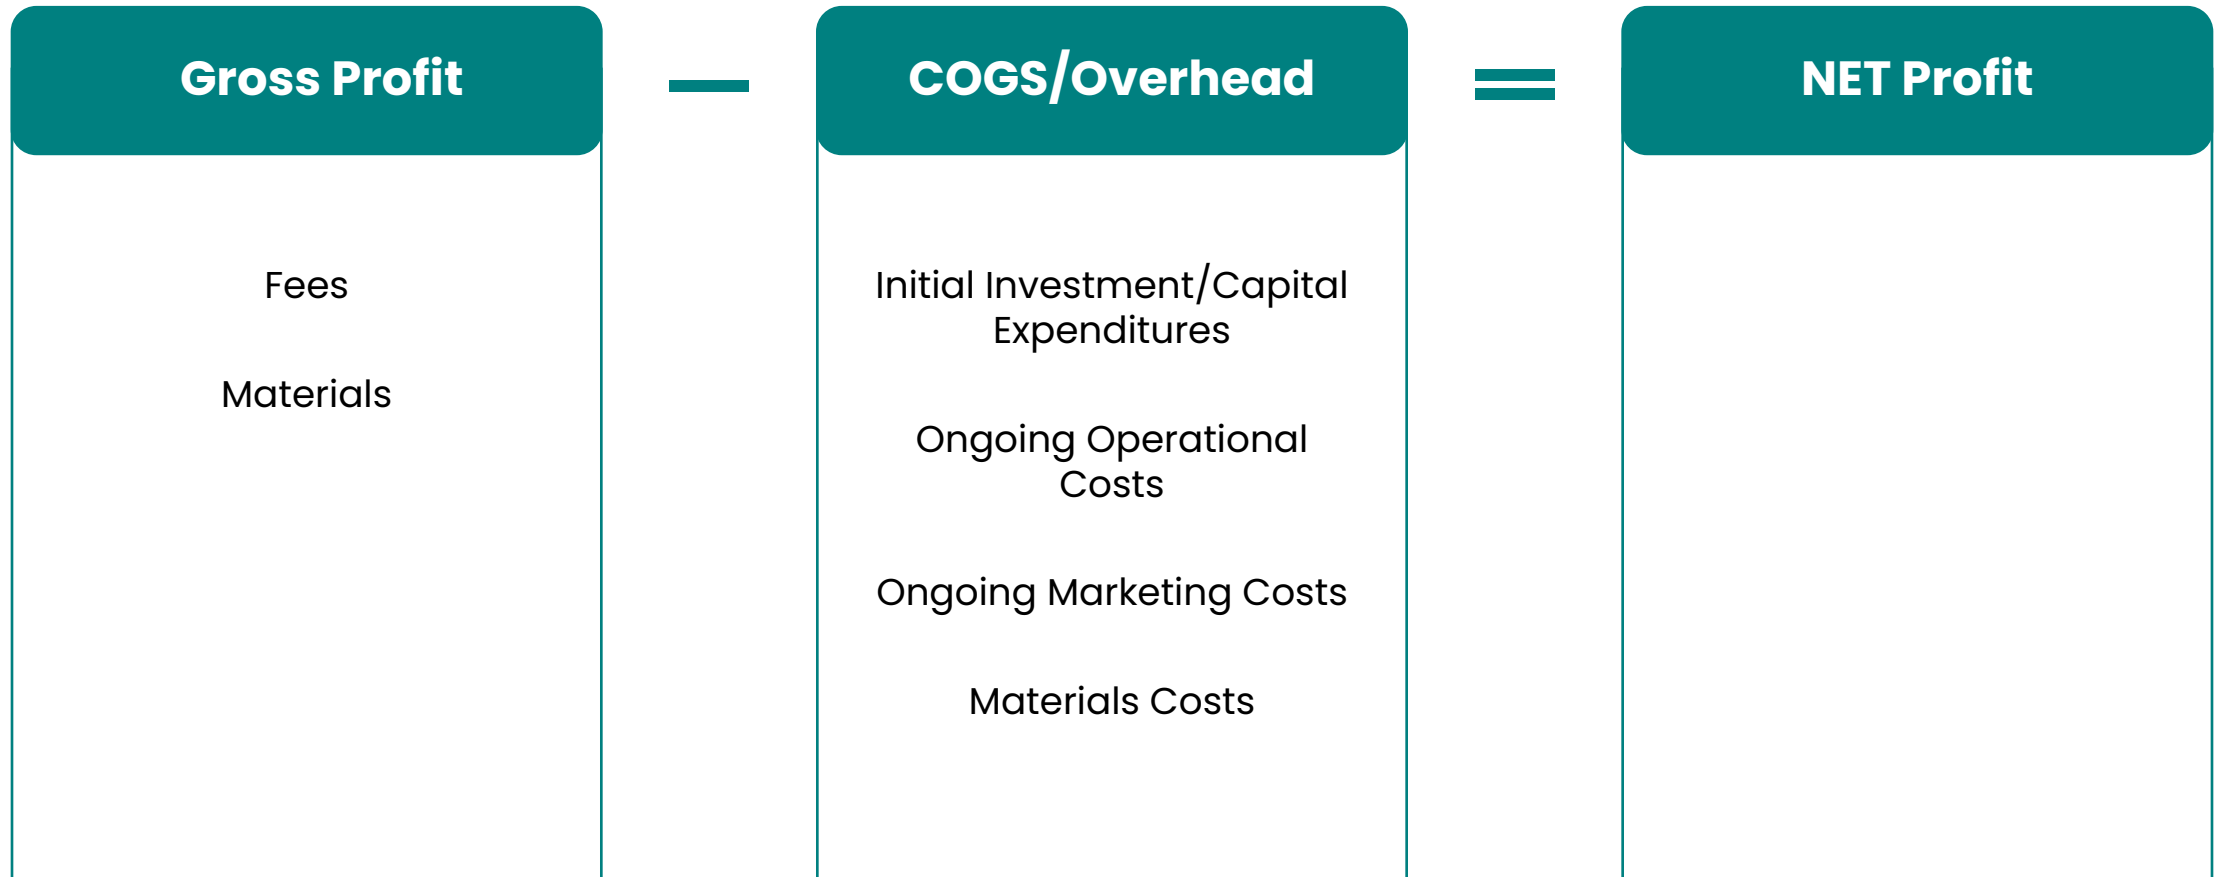 Gross Profit
Fees
Materials
COGS/Overhead
Initial Investment/Capital
Expenditures
Ongoing Operational
Costs
Ongoing Marketing Costs
Materials Costs
NET Profit